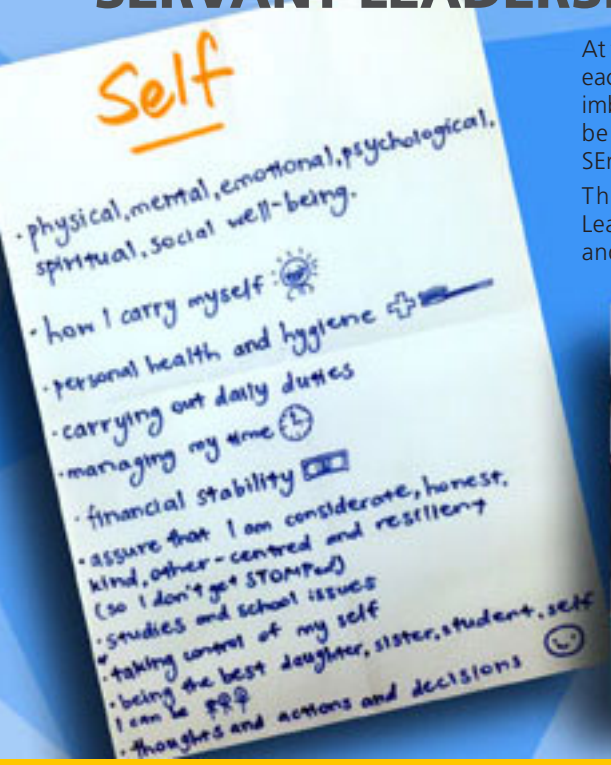 SERVANT LEADERS
Self
· physical, mental, emotional, psychological,
spiritual, social well-being.
· how I carry myself
· personal health and hygiene
· carrying out daily duties
· managing my time
· financial stability
· assure that I am considerate, honest,
kind, other-centred and resilient
(so I don't get STOMPed)
· studies and school issues
· taking control of my self
· being the best daughter, sister, student, self
I can be
· thoughts and actions and decisions
At
eac
imb
be
SEr
Th
Lea
and